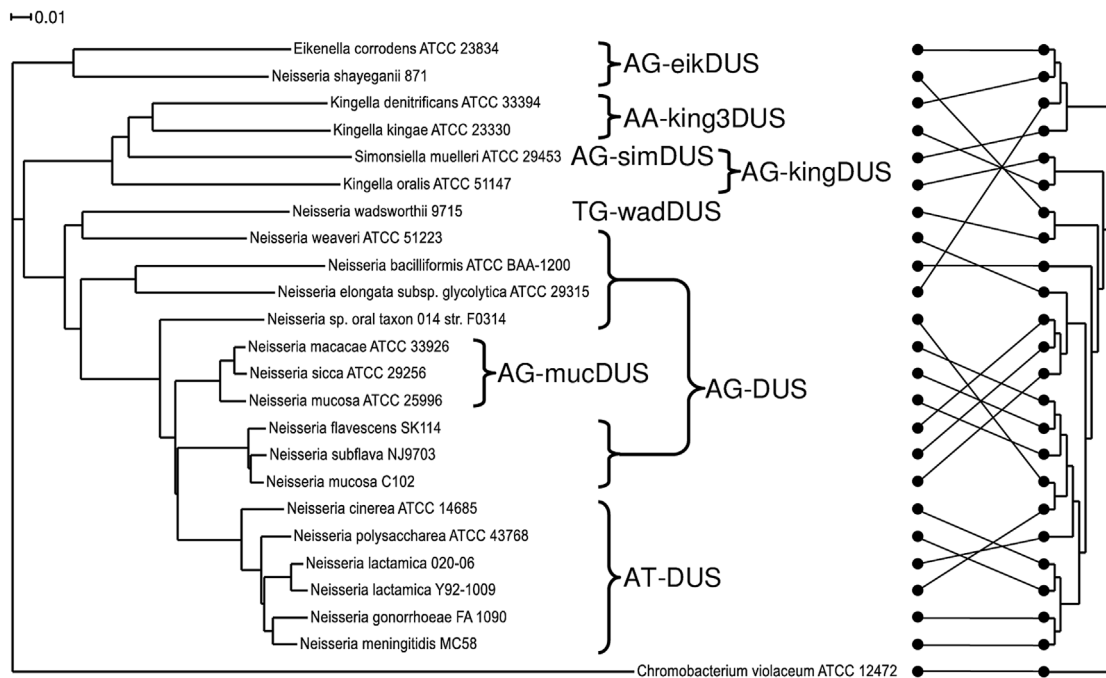 0.01
Eikenella corrodens ATCC 23834
Neisseria shayeganii 871
AG-eikDUS
Kingella denitrificans ATCC 33394
Kingella kingae ATCC 23330
AA-king3DUS
Simonsiella muelleri ATCC 29453
AG-simDUS
Kingella oralis ATCC 51147
AG-kingDUS
Neisseria wadsworthii 9715
TG-wadDUS
Neisseria weaveri ATCC 51223
Neisseria bacilliformis ATCC BAA-1200
Neisseria elongata subsp. glycolytica ATCC 29315
Neisseria sp. oral taxon 014 str. F0314
Neisseria macacae ATCC 33926
Neisseria sicca ATCC 29256
AG-mucDUS
AG-DUS
Neisseria mucosa ATCC 25996
Neisseria flavescens SK114
Neisseria subflava NJ9703
Neisseria mucosa C102
Neisseria cinerea ATCC 14685
Neisseria polysaccharea ATCC 43768
Neisseria lactamica 020-06
AT-DUS
Neisseria lactamica Y92-1009
Neisseria gonorrhoeae FA 1090
Neisseria meningitidis MC58
Chromobacterium violaceum ATCC 12472